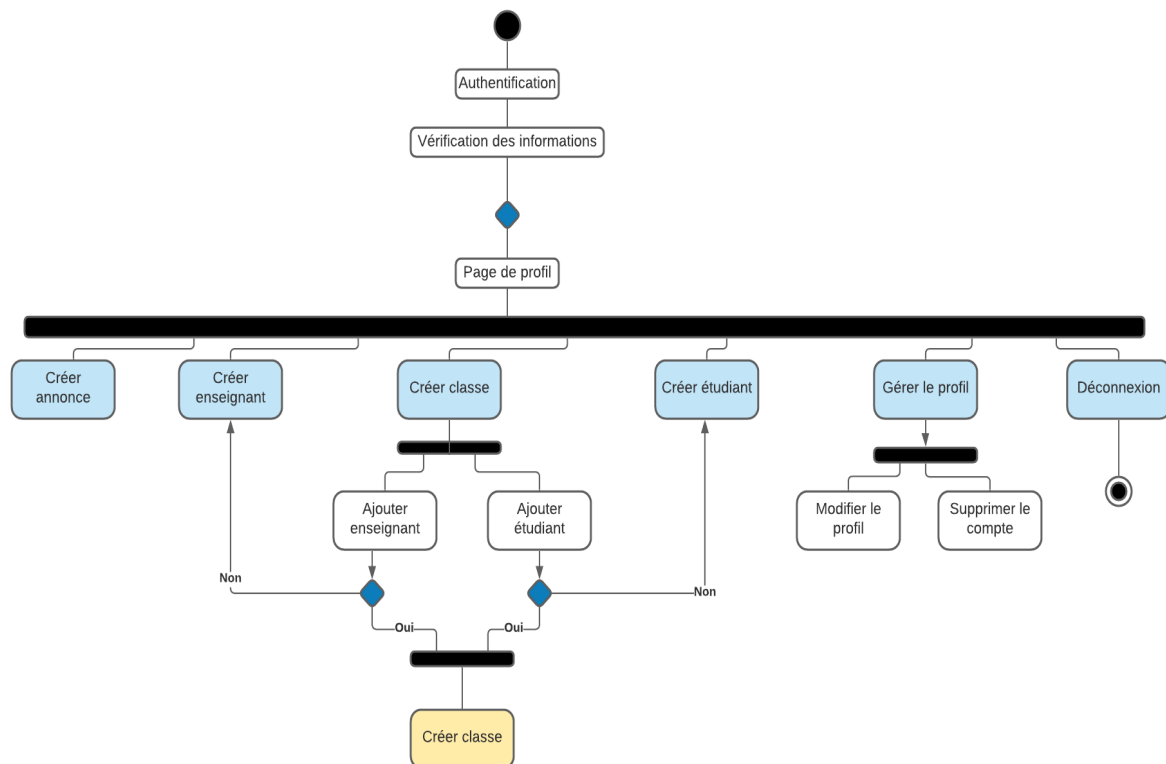 Authentification
Vérification des informations
Page de profil
Créer
annonce
Créer
enseignant
Créer classe
Créer étudiant
Gérer le profil
Déconnexion
Ajouter
enseignant
Ajouter
étudiant
Modifier le
profil
Supprimer le
compte
Non
Non
Oui
Oui
Créer classe